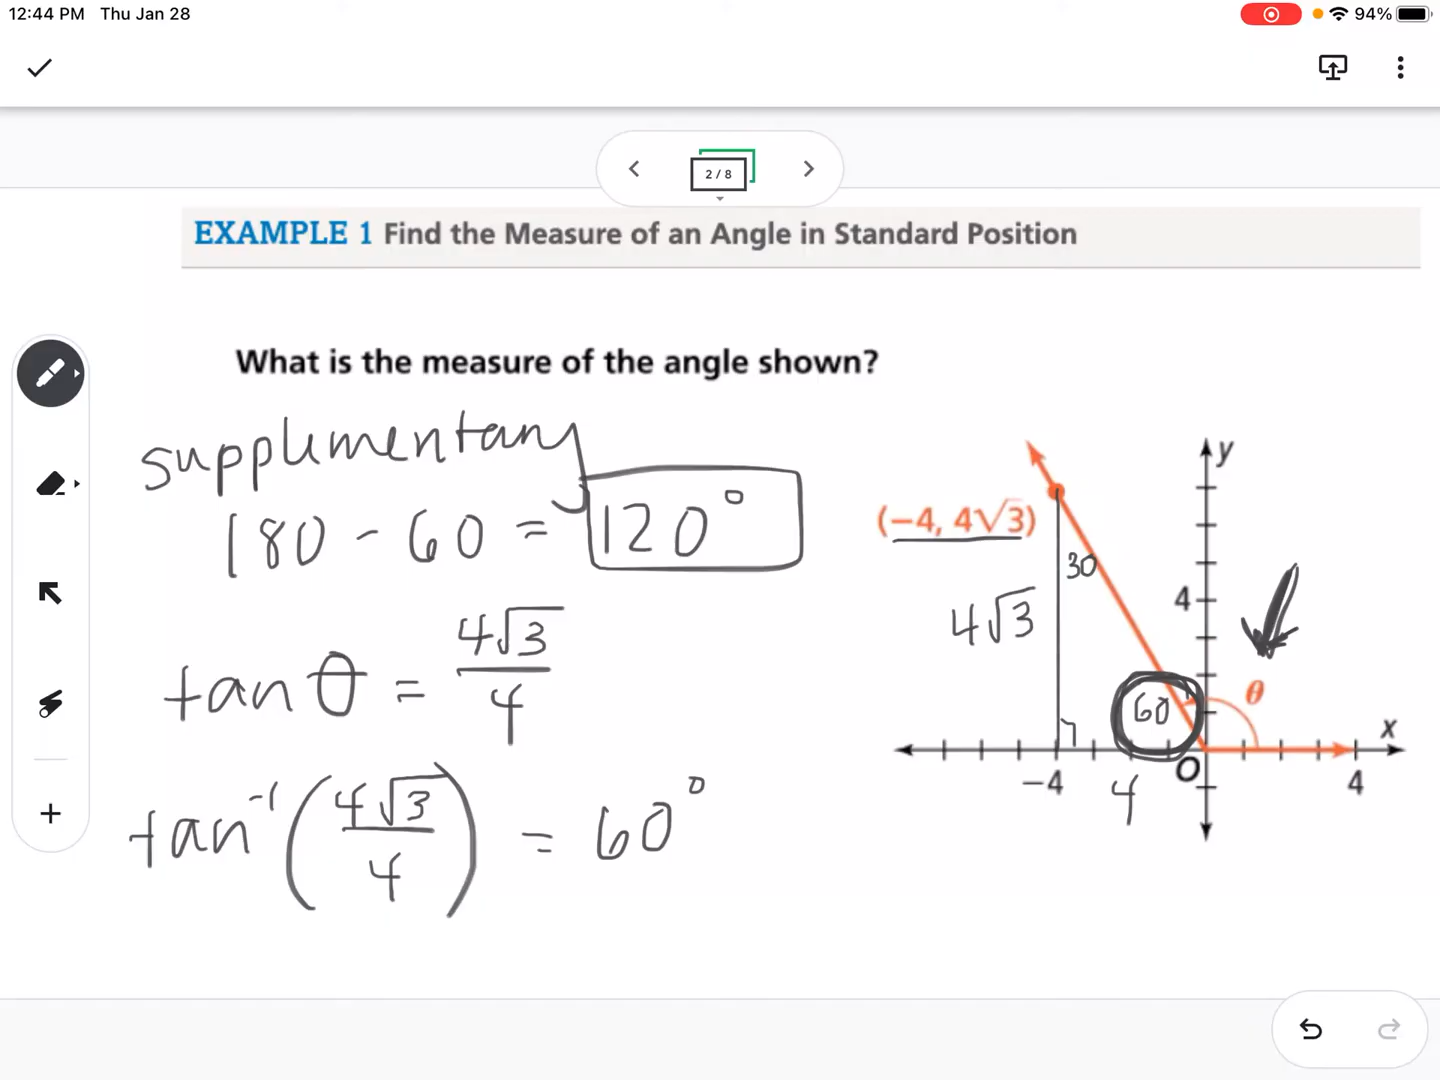 12:44 PM Thu Jan 28
94%
2 / 8
EXAMPLE 1 Find the Measure of an Angle in Standard Position
What is the measure of the angle shown?
supplementary
180 - 60 = 120°
tan θ = 4√3/4
tan⁻¹(4√3/4) = 60°
y
(−4, 4√3)
30
4
4√3
θ
60
x
−4
4
O
4